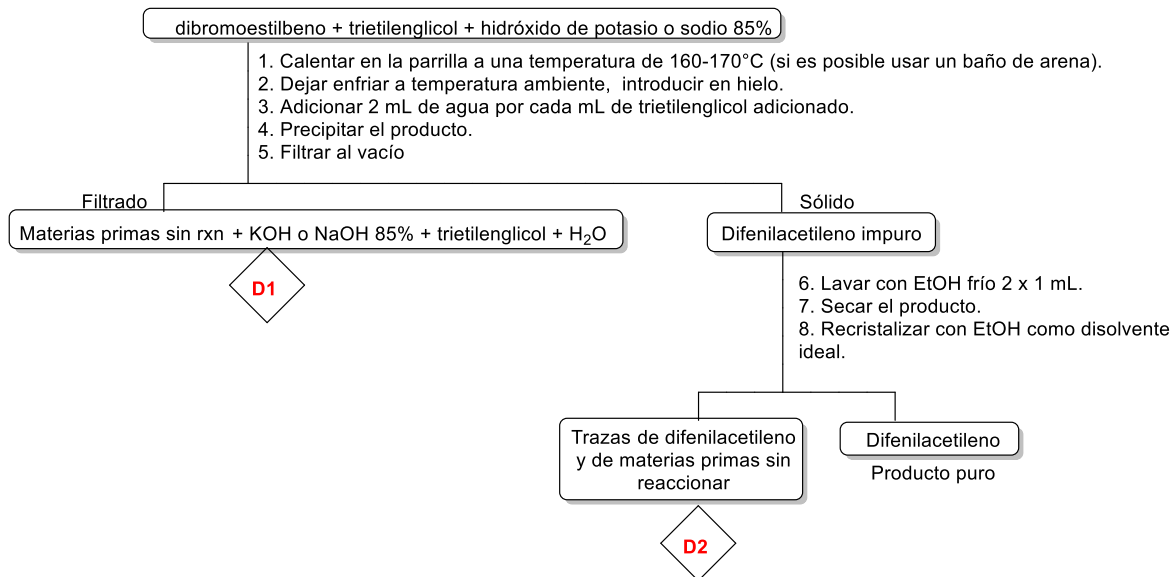 dibromoestilbeno + trietilenglicol + hidróxido de potasio o sodio 85%
1. Calentar en la parrilla a una temperatura de 160-170°C (si es posible usar un baño de arena).
2. Dejar enfriar a temperatura ambiente, introducir en hielo.
3. Adicionar 2 mL de agua por cada mL de trietilenglicol adicionado.
4. Precipitar el producto.
5. Filtrar al vacío
Filtrado
Materias primas sin rxn + KOH o NaOH 85% + trietilenglicol + H₂O
D1
Sólido
Difenilacetileno impuro
6. Lavar con EtOH frío 2 x 1 mL.
7. Secar el producto.
8. Recristalizar con EtOH como disolvente
ideal.
Trazas de difenilacetileno
y de materias primas sin
reaccionar
D2
Difenilacetileno
Producto puro